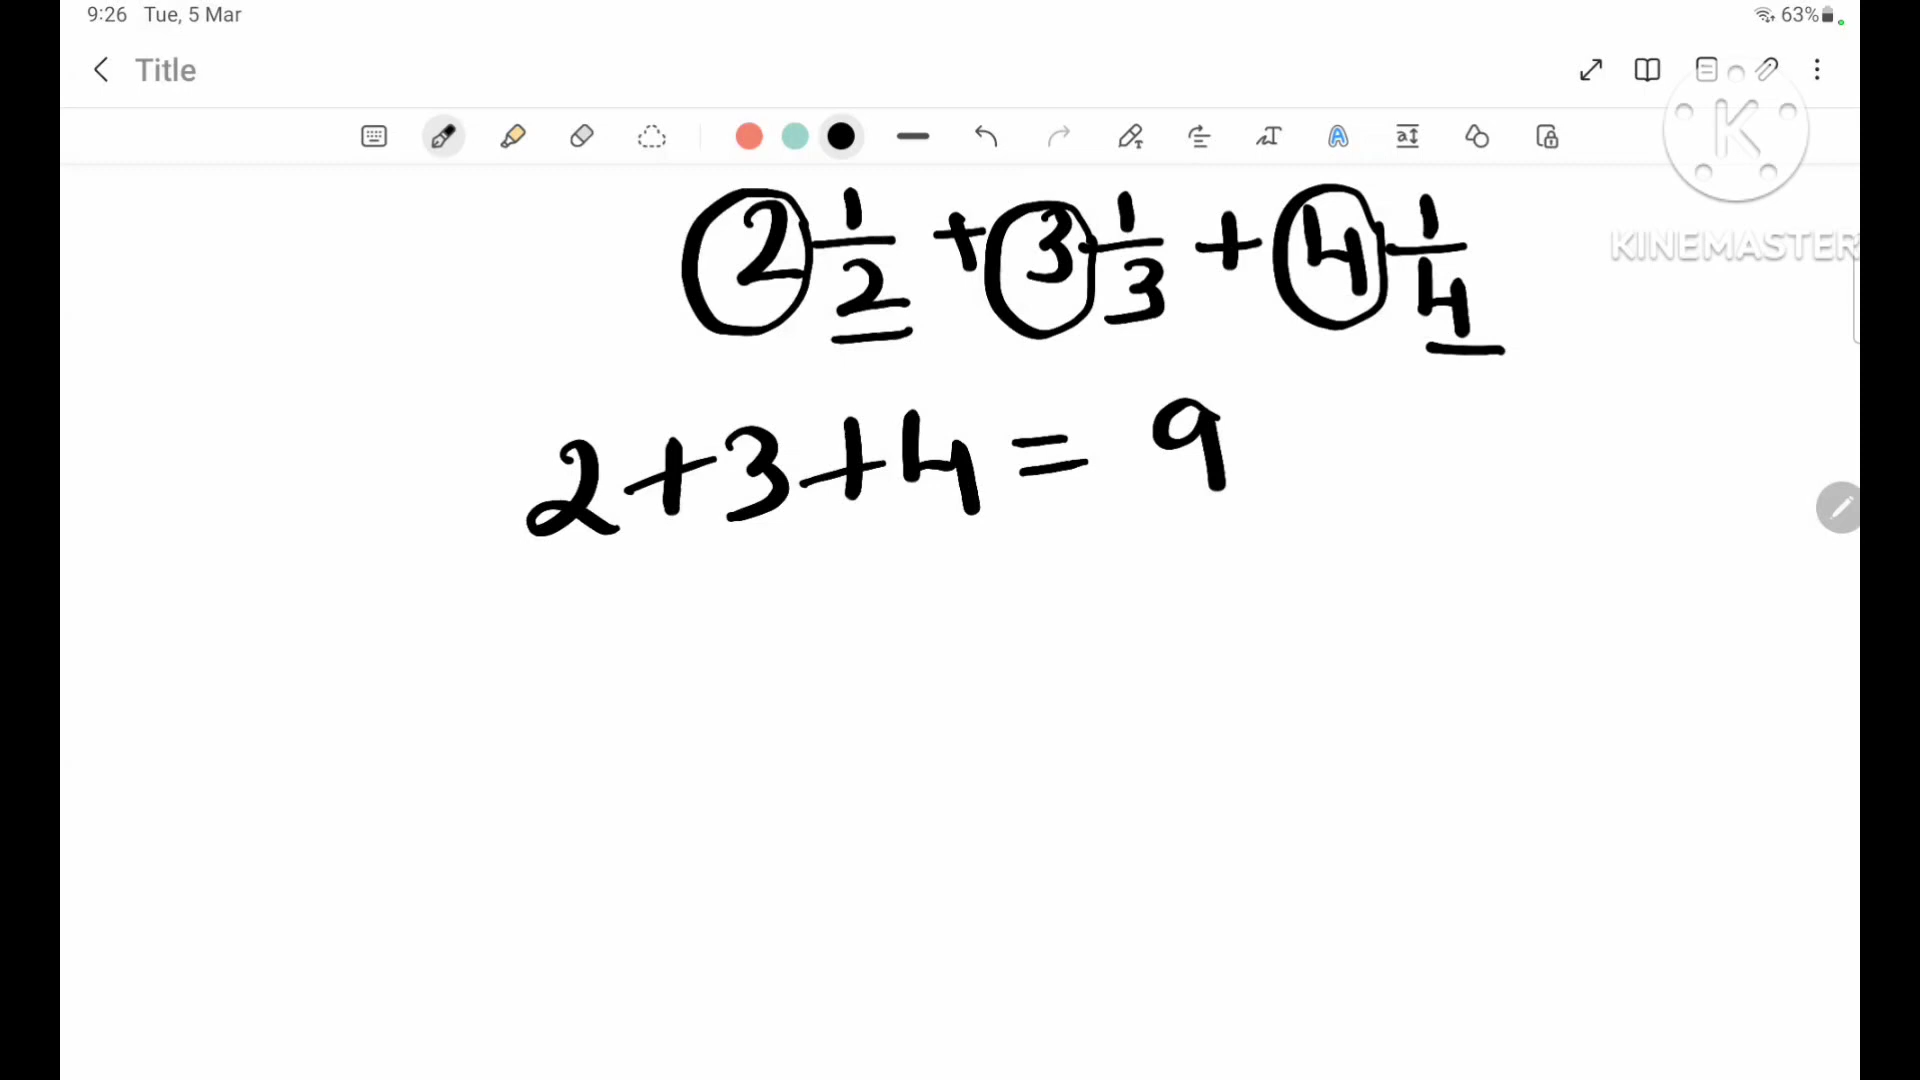 9:26 Tue, 5 Mar 63%
Title
KINEMASTER
2 1/2 + 3 1/3 + 4 1/4
2+3+4 = 9